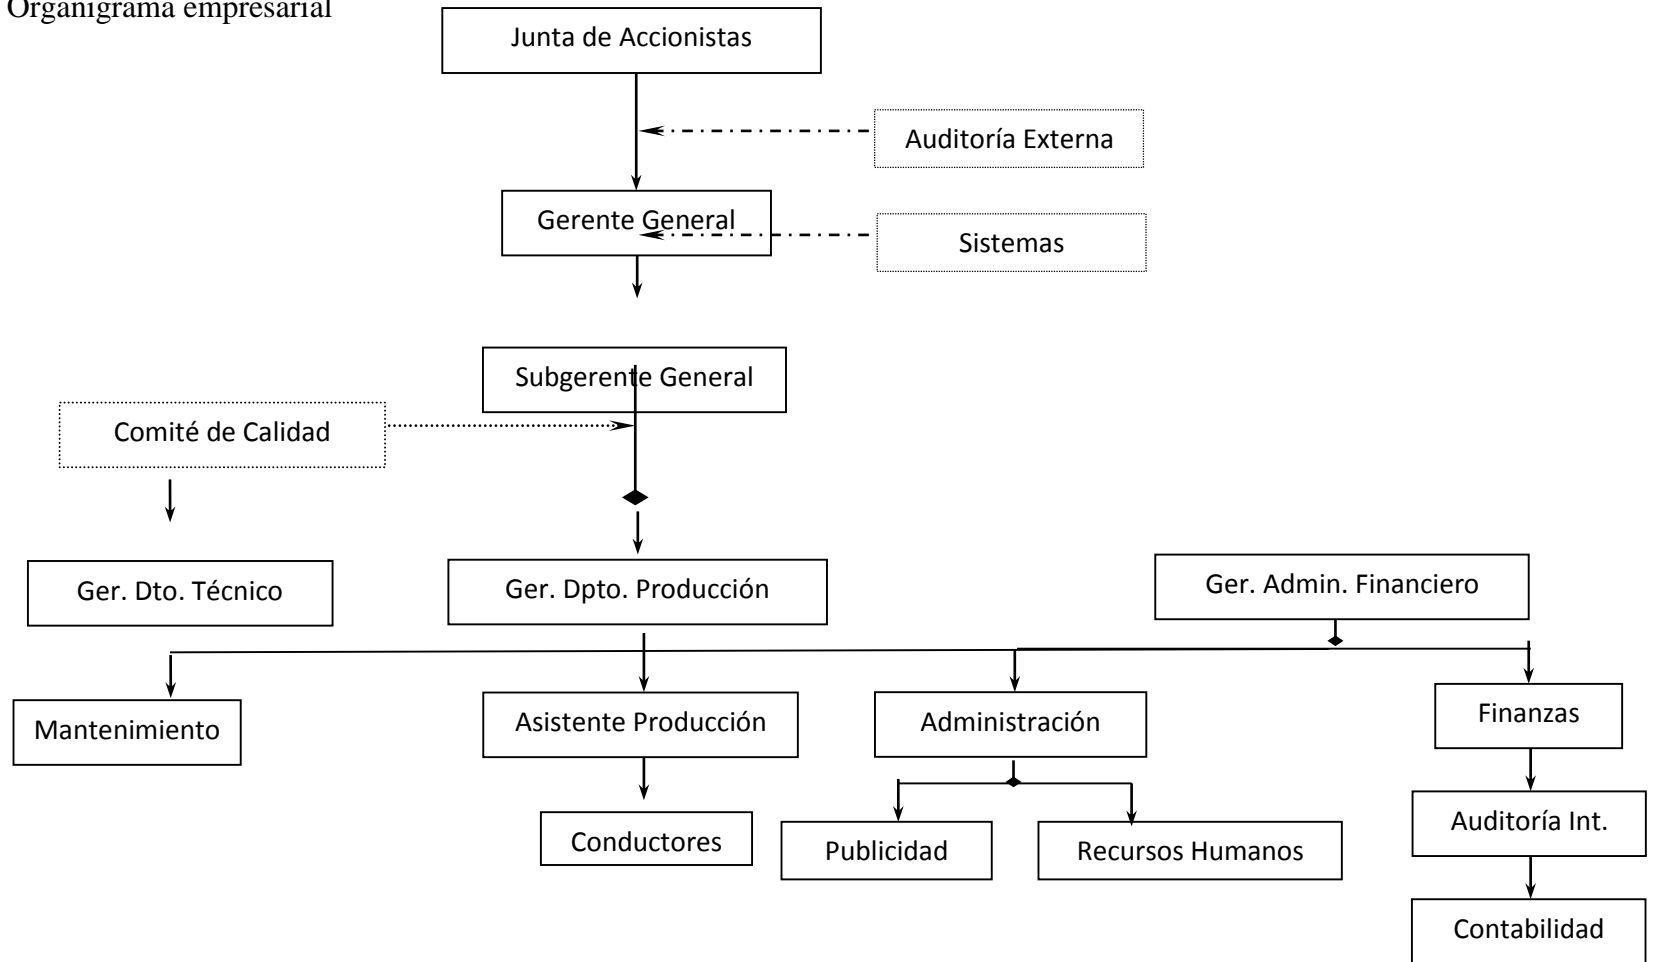 Organigrama empresarial
Junta de Accionistas
Auditoría Externa
Gerente General
Sistemas
Subgerente General
Comité de Calidad
Ger. Dto. Técnico
Ger. Dpto. Producción
Ger. Admin. Financiero
Mantenimiento
Asistente Producción
Administración
Finanzas
Conductores
Publicidad
Recursos Humanos
Auditoría Int.
Contabilidad